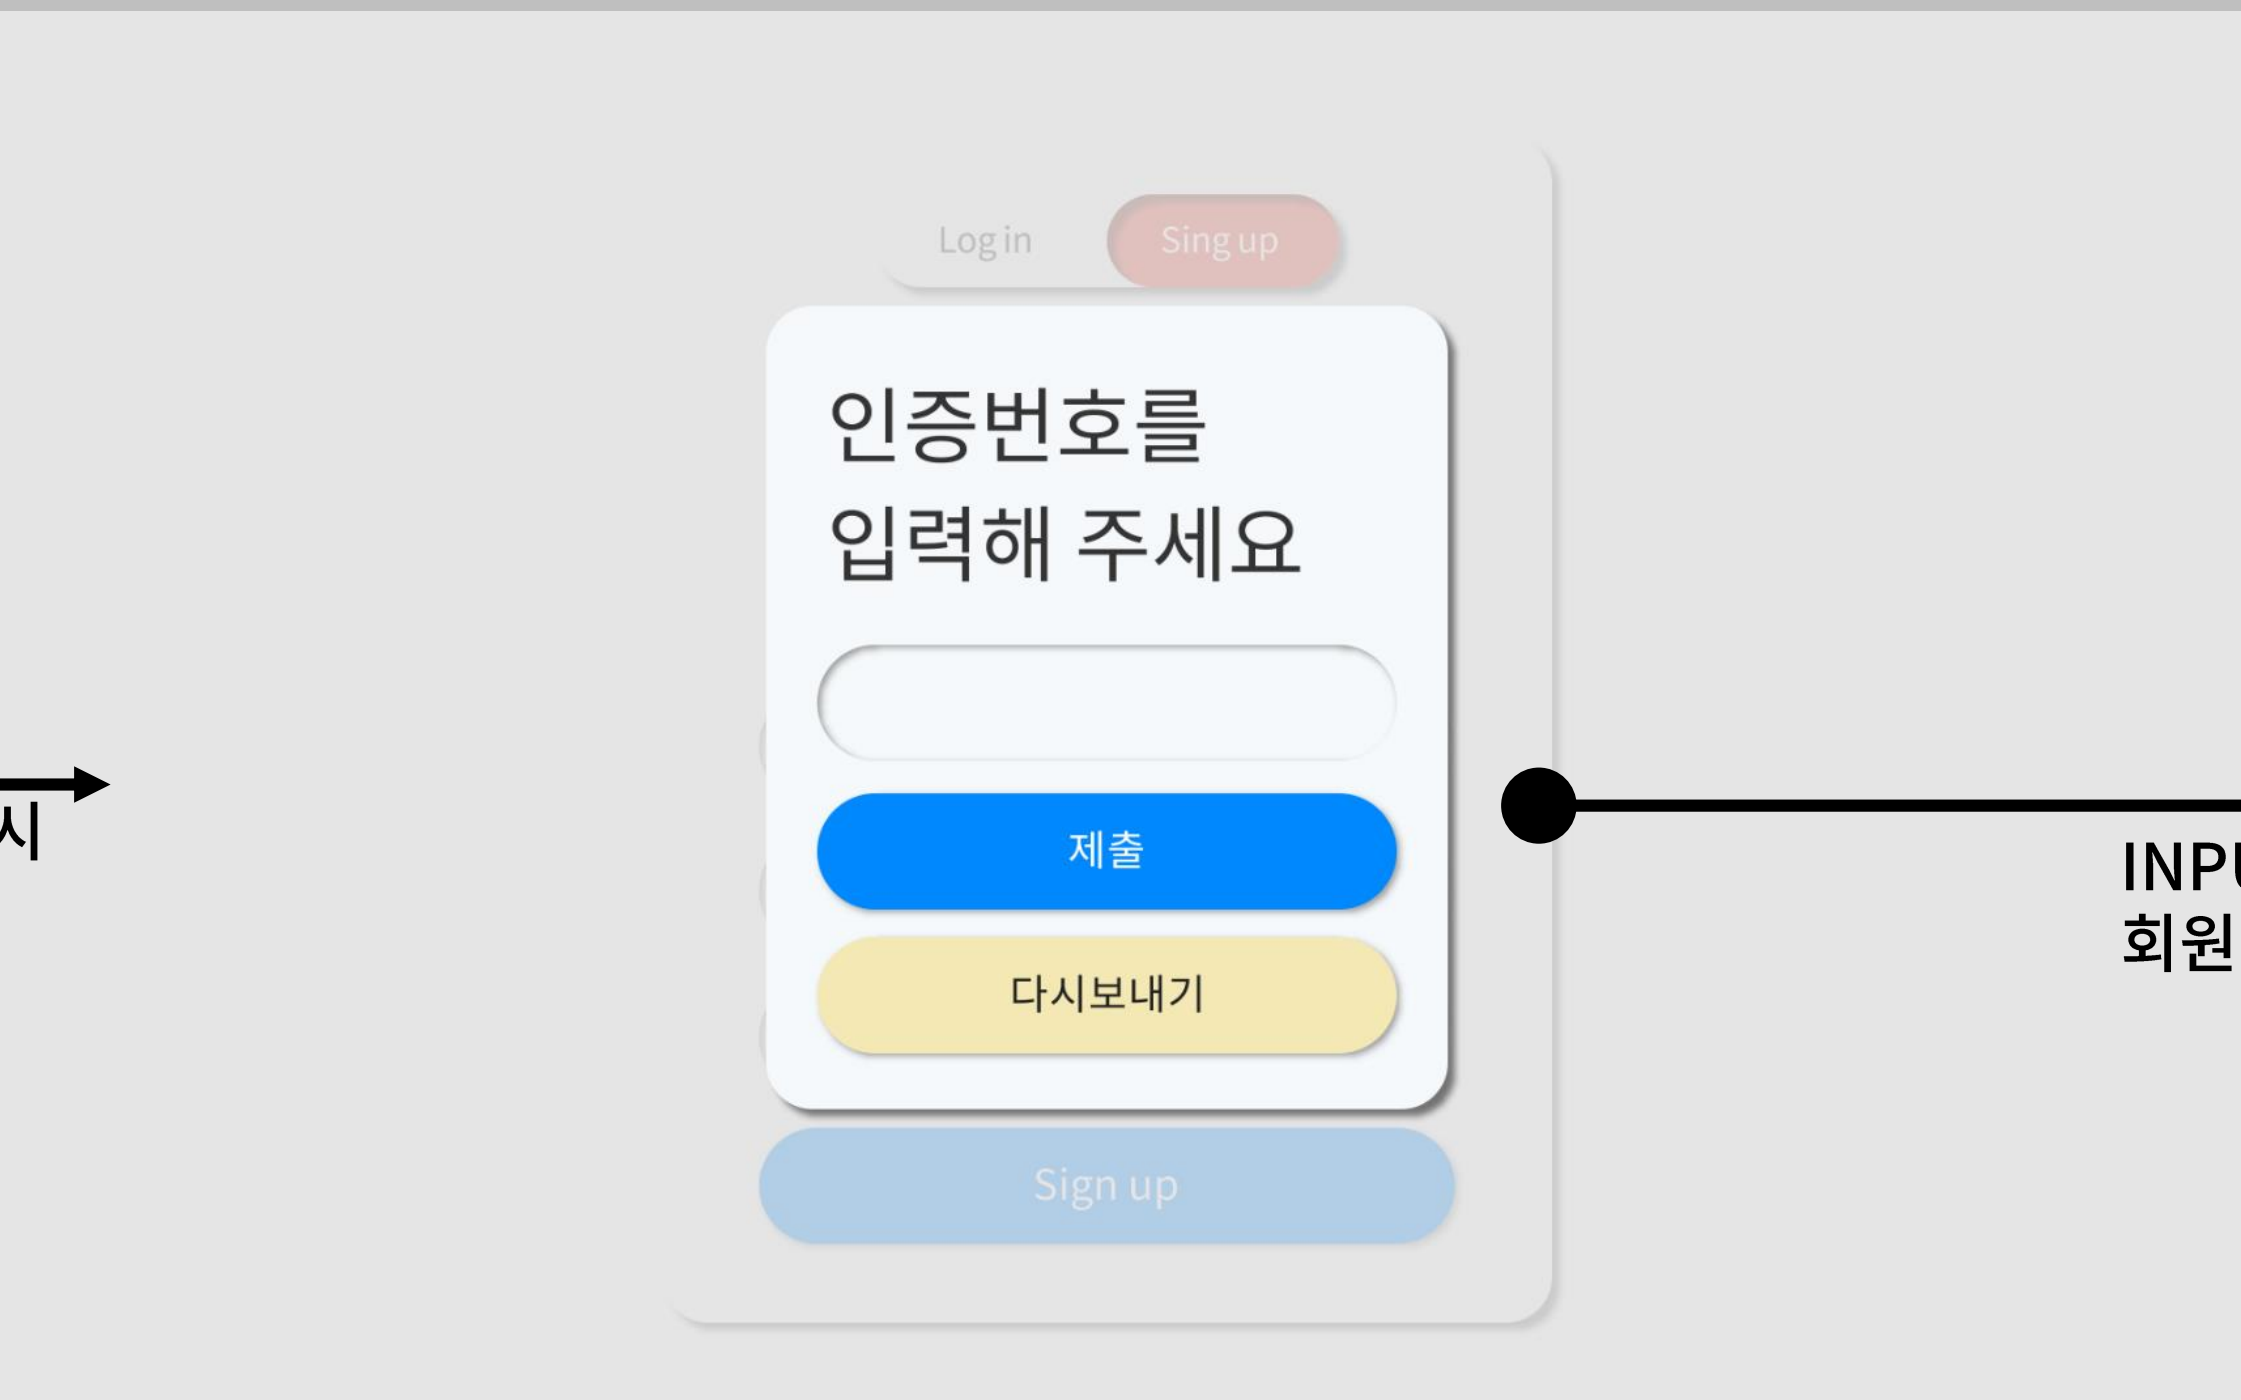 Log in
Sing up
인증번호를
입력해 주세요
제출
다시보내기
Sign up
시
INPU
회원